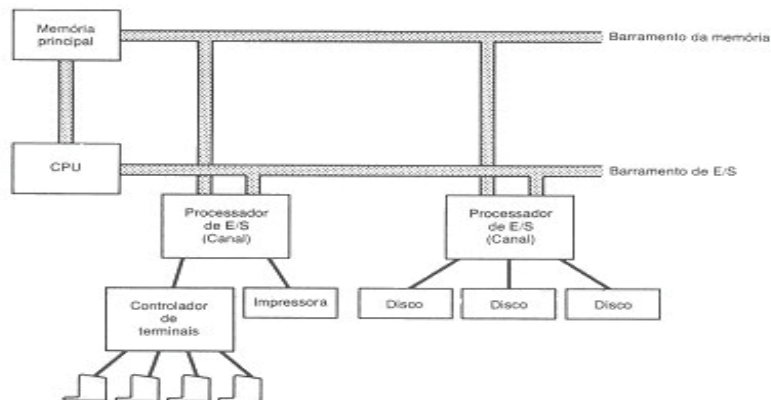 Memória
principal
Barramento da memória
CPU
Barramento de E/S
Processador
de E/S
(Canal)
Processador
de E/S
(Canal)
Controlador
de
terminais
Impressora
Disco
Disco
Disco